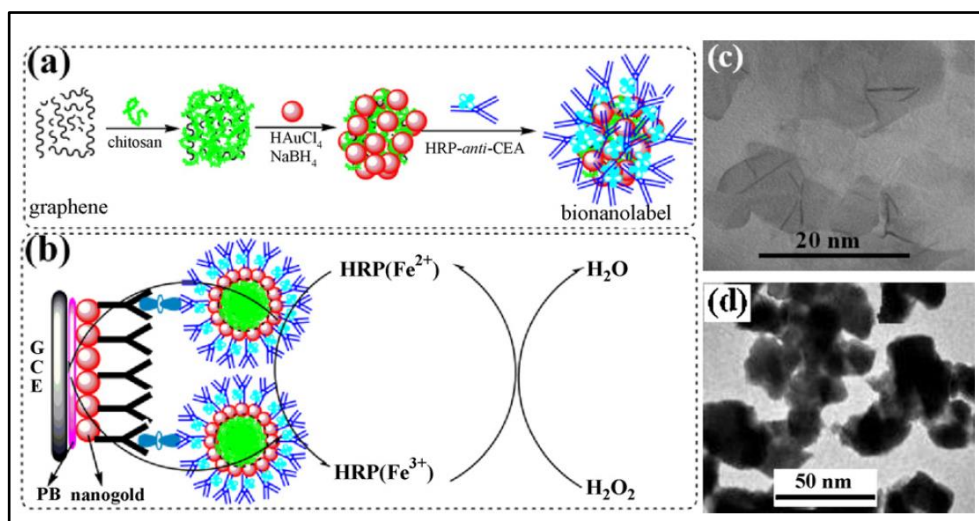 (a)
chitosan
HAuCl₄
NaBH₄
HRP-anti-CEA
graphene
bionanolabel
(b)
HRP(Fe²⁺)
H₂O
G
C
E
HRP(Fe³⁺)
H₂O₂
PB nanogold
(c)
20 nm
(d)
50 nm